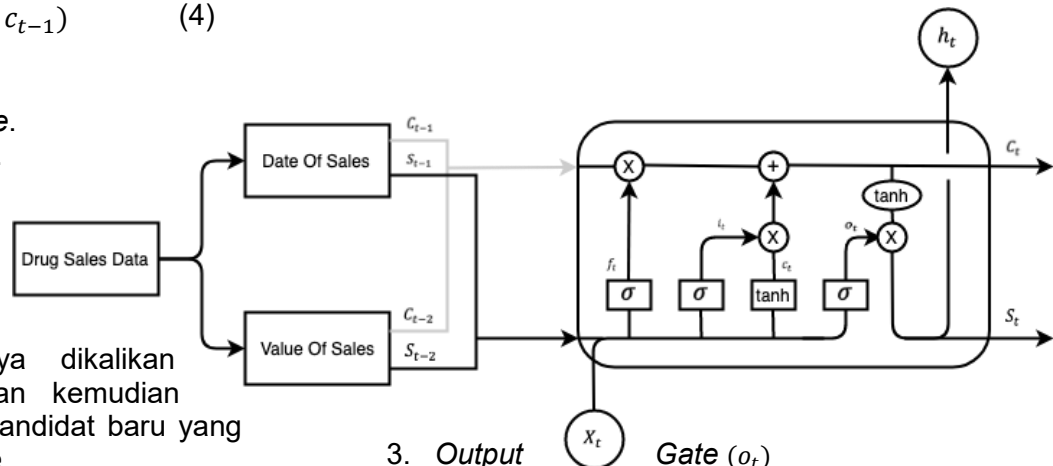 c_{t−1}) (4)
h_t
e.
C_{t−1}
C_t
Date Of Sales
S_{t−1}
X
+
tanh
Drug Sales Data
i_t
X
o_t
X
f_t
c_t
σ
σ
tanh
σ
C_{t−2}
S_t
Value Of Sales
S_{t−2}
ya dikalikan
an kemudian
andidat baru yang
X_t
3. Output Gate (o_t)